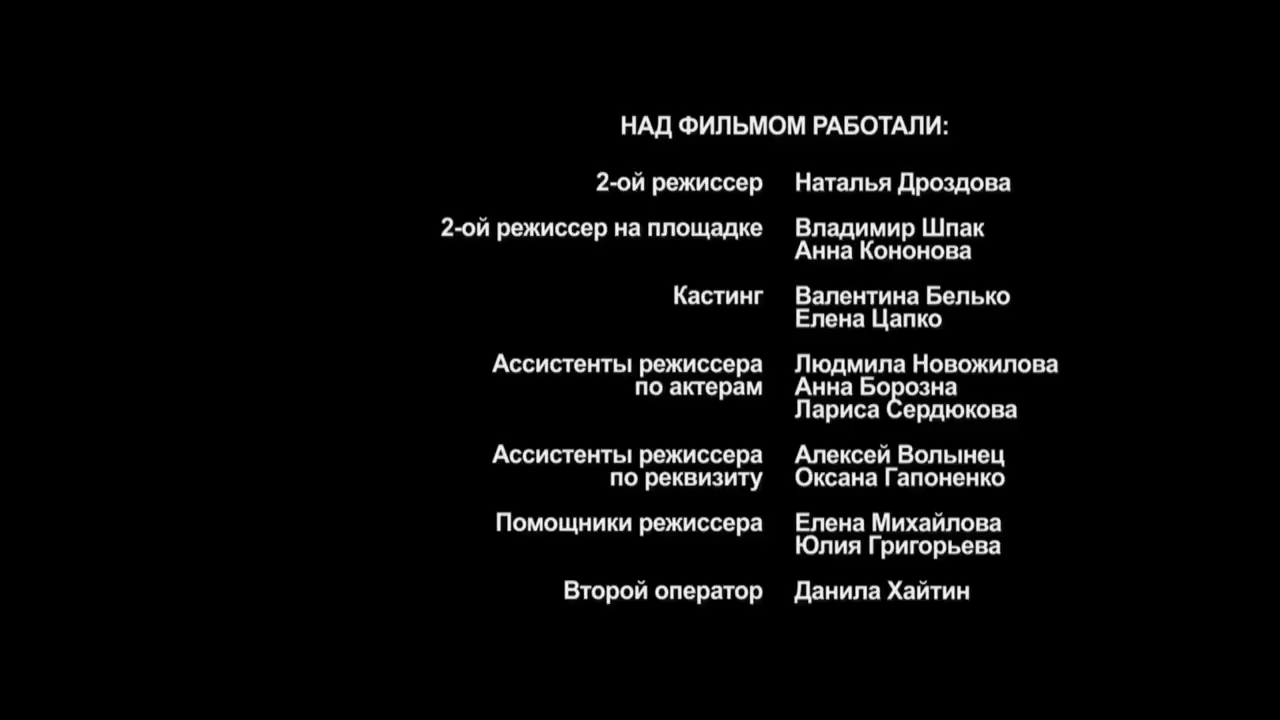 НАД ФИЛЬМОМ РАБОТАЛИ:
2-ой режиссер Наталья Дроздова
2-ой режиссер на площадке Владимир Шпак
Анна Кононова
Кастинг Валентина Белько
Елена Цапко
Ассистенты режиссера Людмила Новожилова
по актерам Анна Борозна
Лариса Сердюкова
Ассистенты режиссера Алексей Волынец
по реквизиту Оксана Гапоненко
Помощники режиссера Елена Михайлова
Юлия Григорьева
Второй оператор Данила Хайтин